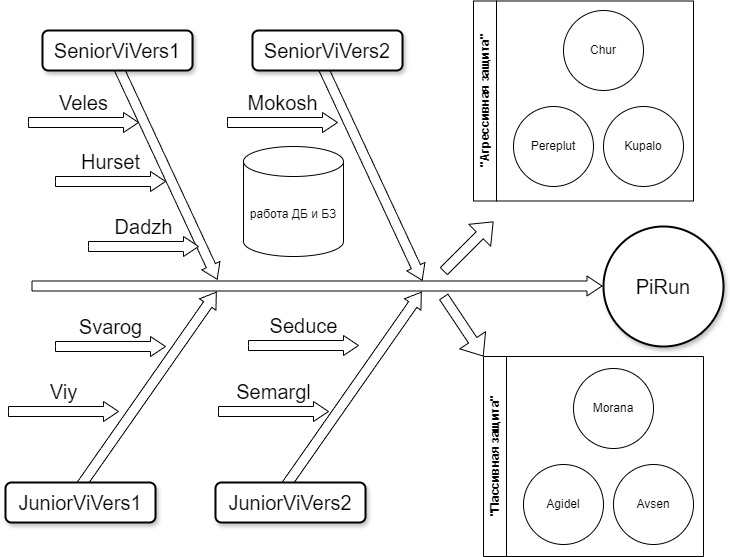 SeniorViVers1
SeniorViVers2
"Агрессивная защита"
Chur
Veles
Mokosh
Pereplut
Kupalo
Hurset
работа ДБ и БЗ
Dadzh
PiRun
Svarog
Seduce
Viy
Semargl
"Пассивная защита"
Morana
JuniorViVers1
JuniorViVers2
Agidel
Avsen